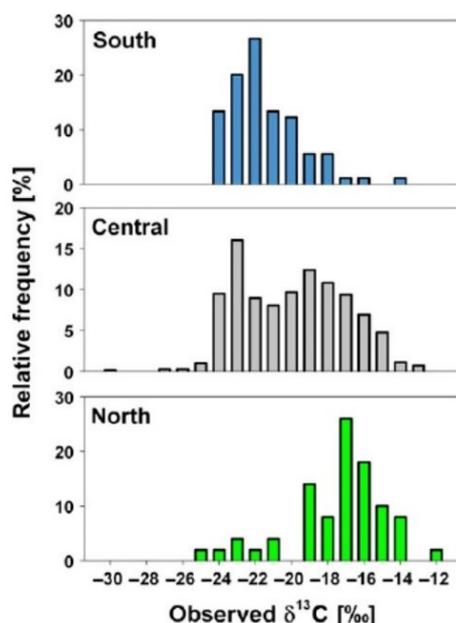 South
30
20
10
0
Relative frequency [%]
Central
20
15
10
5
0
North
30
20
10
0
−30 −28 −26 −24 −22 −20 −18 −16 −14 −12
Observed δ¹³C [‰]